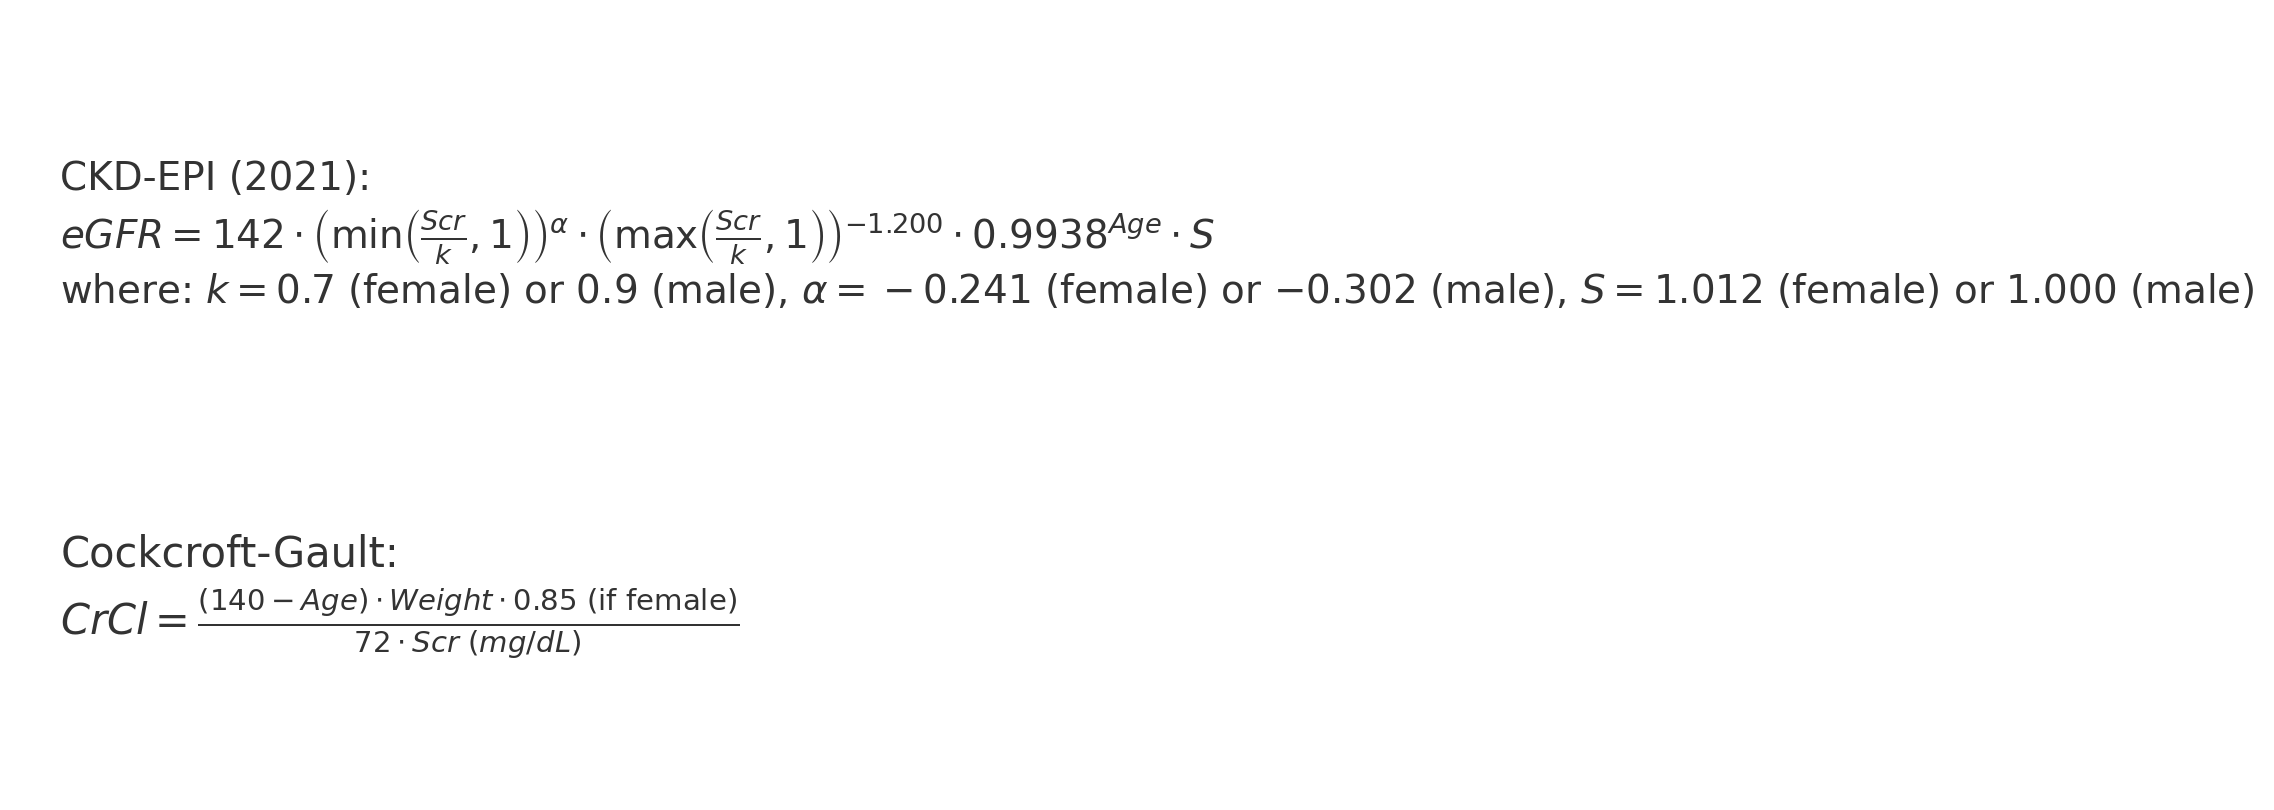 CKD-EPI (2021):
eGFR = 142 · (min(Scr/k, 1))^α · (max(Scr/k, 1))^−1.200 · 0.9938^Age · S
where: k = 0.7 (female) or 0.9 (male), α = −0.241 (female) or −0.302 (male), S = 1.012 (female) or 1.000 (male)
Cockcroft-Gault:
CrCl = (140 − Age) · Weight · 0.85 (if female) / 72 · Scr (mg/dL)